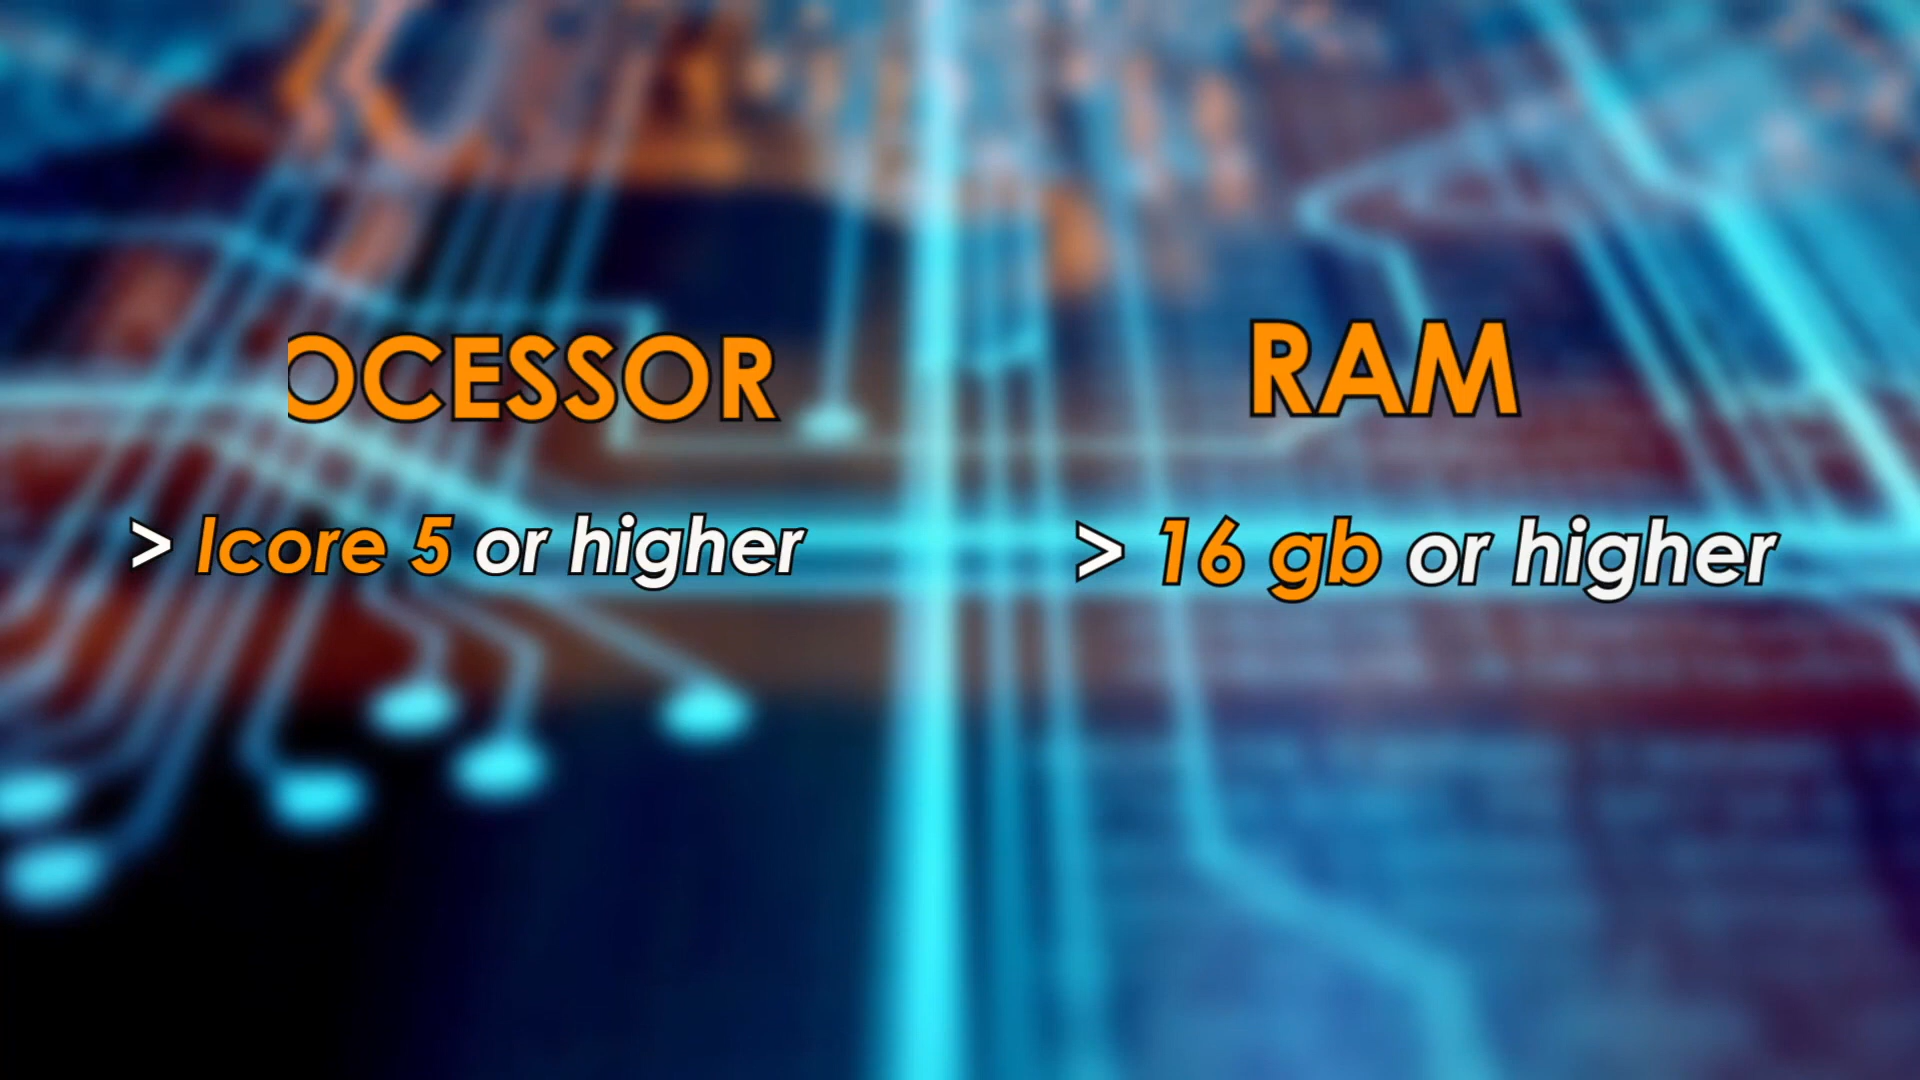 OCESSOR
> Icore 5 or higher
RAM
> 16 gb or higher